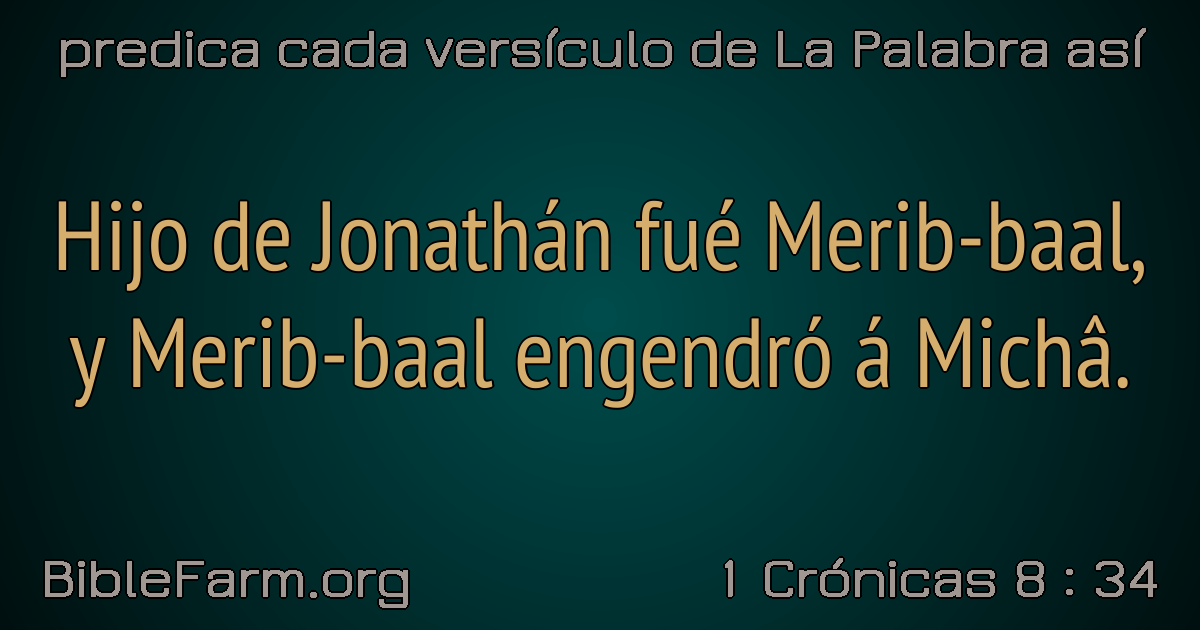 predica cada versículo de La Palabra así
Hijo de Jonathán fué Merib-baal,
y Merib-baal engendró á Michâ.
BibleFarm.org
1 Crónicas 8 : 34